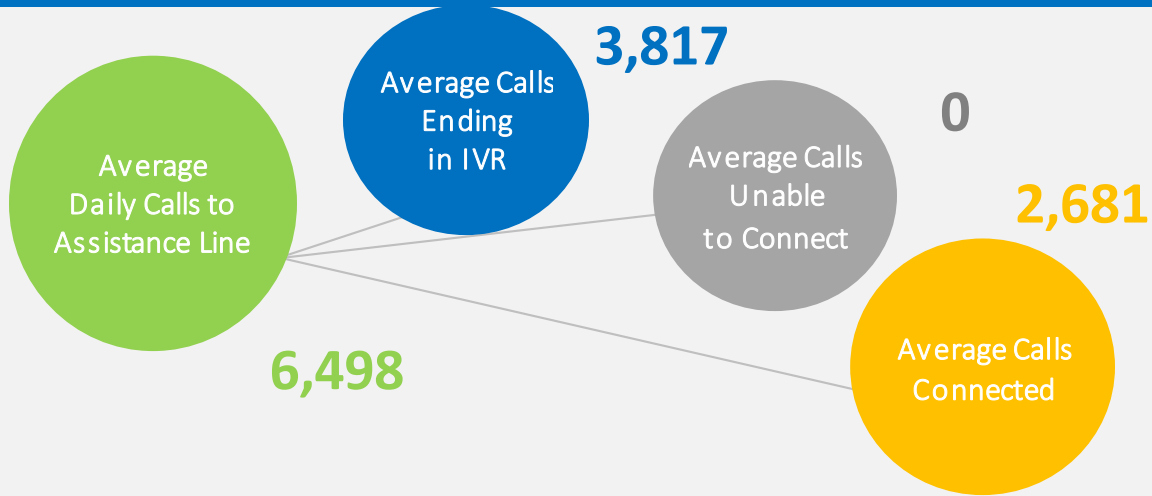 Average
Daily Calls to
Assistance Line
6,498
Average Calls
Ending
in IVR
3,817
Average Calls
Unable
to Connect
0
Average Calls
Connected
2,681